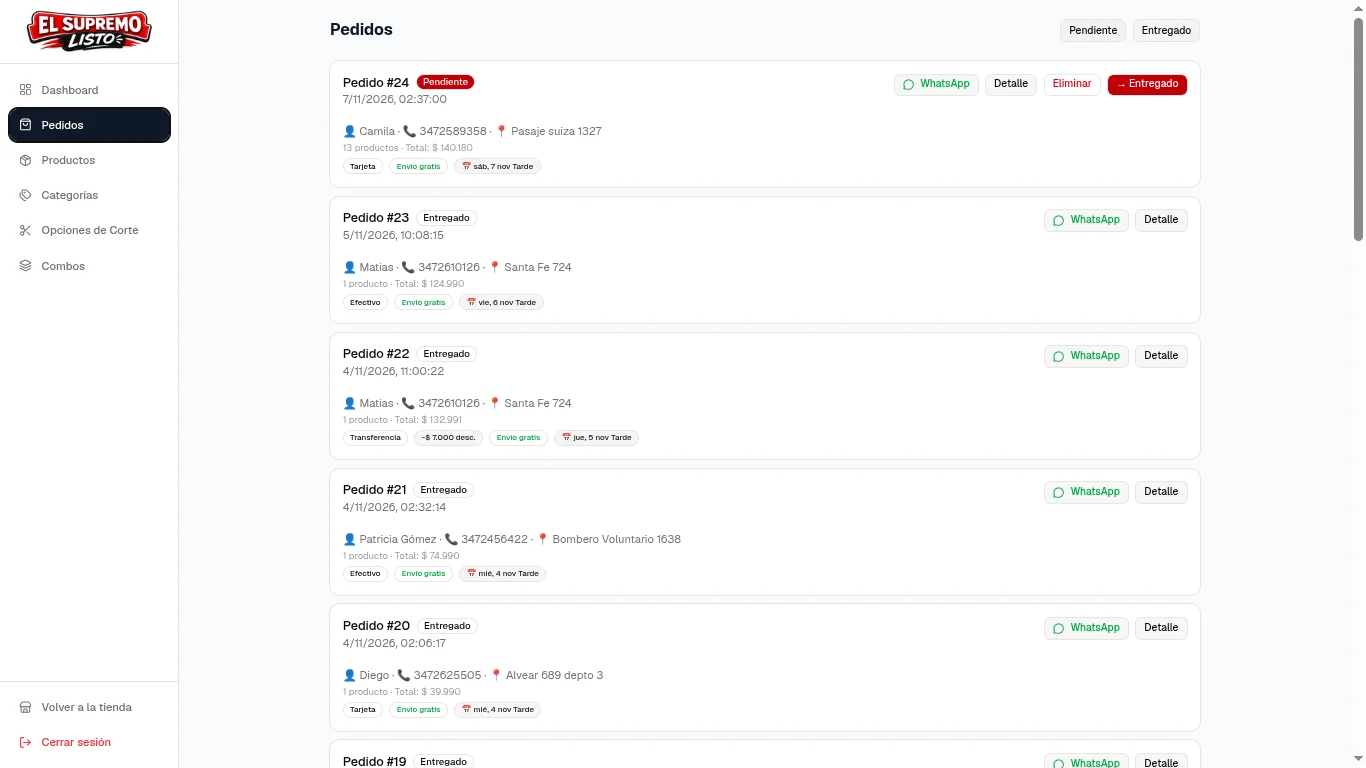 EL SUPREMO
LISTO
Dashboard
Pedidos
Productos
Categorías
Opciones de Corte
Combos
Volver a la tienda
Cerrar sesión
Pedidos
Pendiente Entregado
Pedido #24 Pendiente WhatsApp Detalle Eliminar → Entregado
7/11/2026, 02:37:00
👤 Camila · 📞 3472589358 · 📍 Pasaje suiza 1327
13 productos · Total: $ 140.180
Tarjeta Envío gratis 📅 sáb, 7 nov Tarde
Pedido #23 Entregado WhatsApp Detalle
5/11/2026, 10:08:15
👤 Matias · 📞 3472610126 · 📍 Santa Fe 724
1 producto · Total: $ 124.990
Efectivo Envío gratis 📅 vie, 6 nov Tarde
Pedido #22 Entregado WhatsApp Detalle
4/11/2026, 11:00:22
👤 Matias · 📞 3472610126 · 📍 Santa Fe 724
1 producto · Total: $ 132.991
Transferencia -$ 7.000 desc. Envío gratis 📅 jue, 5 nov Tarde
Pedido #21 Entregado WhatsApp Detalle
4/11/2026, 02:32:14
👤 Patricia Gómez · 📞 3472456422 · 📍 Bombero Voluntario 1638
1 producto · Total: $ 74.990
Efectivo Envío gratis 📅 mié, 4 nov Tarde
Pedido #20 Entregado WhatsApp Detalle
4/11/2026, 02:06:17
👤 Diego · 📞 3472625505 · 📍 Alvear 689 depto 3
1 producto · Total: $ 39.990
Tarjeta Envío gratis 📅 mié, 4 nov Tarde
Pedido #19 Entregado WhatsApp Detalle